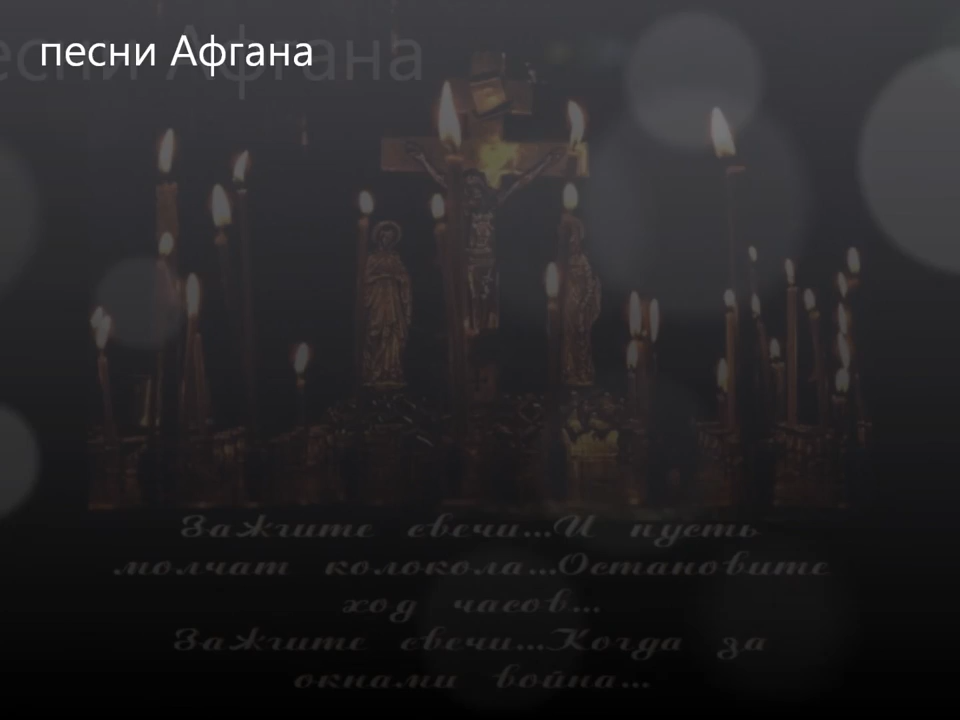 песни Афгана
Зажгите свечи...И пусть
молчат колокола...Остановите
ход часов...
Зажгите свечи...Когда за
окнами война...